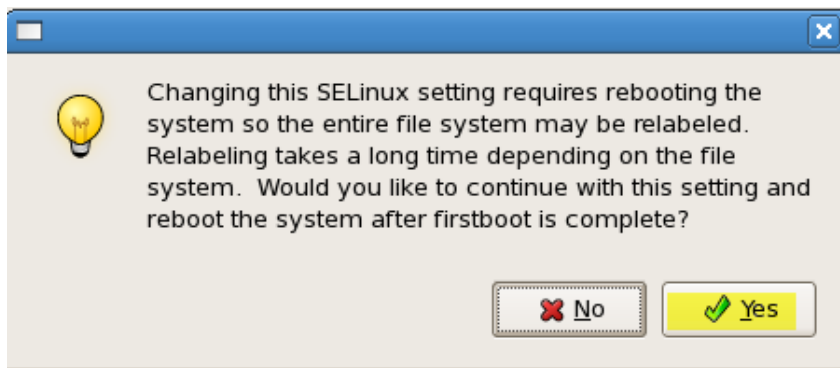 Changing this SELinux setting requires rebooting the
system so the entire file system may be relabeled.
Relabeling takes a long time depending on the file
system.  Would you like to continue with this setting and
reboot the system after firstboot is complete?
No
Yes